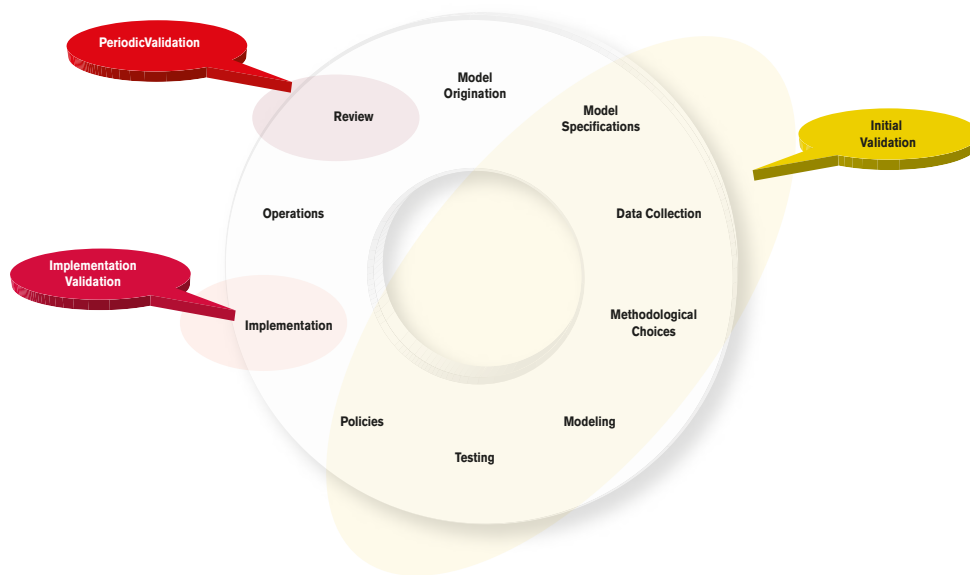 PeriodicValidation
Model
Origination
Review
Model
Specifications
Initial
Validation
Operations
Data Collection
Implementation
Validation
Implementation
Methodological
Choices
Policies
Modeling
Testing